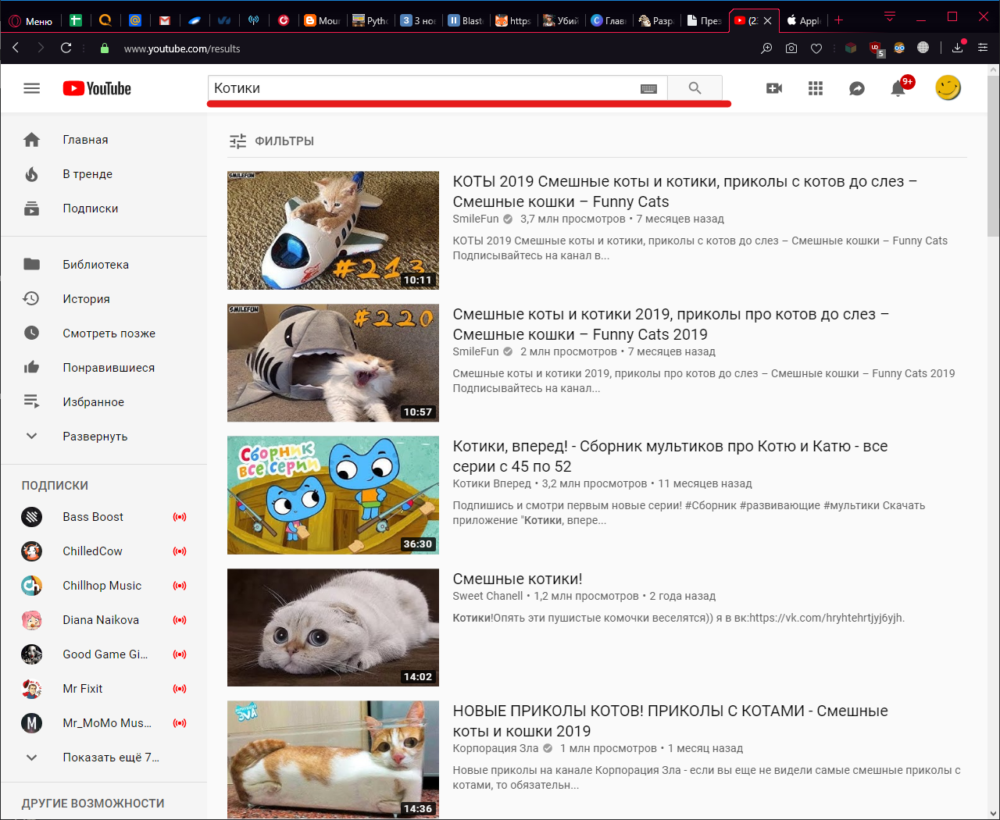 Меню
Mour
Pytho
З нов
Blast
https
Убий
Глав
Разр
През
(23
Apple
www.youtube.com/results
5
YouTube
Котики
9+
Главная
В тренде
Подписки
Библиотека
История
Смотреть позже
Понравившиеся
Избранное
Развернуть
ПОДПИСКИ
Bass Boost
ChilledCow
Chillhop Music
Diana Naikova
Good Game Gi...
Mr Fixit
Mr_MoMo Mus...
Показать ещё 7...
ДРУГИЕ ВОЗМОЖНОСТИ
ФИЛЬТРЫ
SMILEFUN
#213
10:11
КОТЫ 2019 Смешные коты и котики, приколы с котов до слез –
Смешные кошки – Funny Cats
SmileFun 3,7 млн просмотров • 7 месяцев назад
КОТЫ 2019 Смешные коты и котики, приколы с котов до слез – Смешные кошки – Funny Cats
Подписывайтесь на канал в...
SMILEFUN
#220
10:57
Смешные коты и котики 2019, приколы про котов до слез –
Смешные кошки – Funny Cats 2019
SmileFun 2 млн просмотров • 7 месяцев назад
Смешные коты и котики 2019, приколы про котов до слез – Смешные кошки – Funny Cats 2019
Подписывайтесь на канал...
Сборник
все серии
36:30
Котики, вперед! - Сборник мультиков про Котю и Катю - все
серии с 45 по 52
Котики Вперед • 3,2 млн просмотров • 11 месяцев назад
Подпишись и смотри первым новые серии! #Сборник #развивающие #мультики Скачать
приложение "Котики, впере...
14:02
Смешные котики!
Sweet Chanell • 1,2 млн просмотров • 2 года назад
Котики!Опять эти пушистые комочки веселятся)) я в вк:https://vk.com/hryhtehrtjyj6yjh.
14:36
НОВЫЕ ПРИКОЛЫ КОТОВ! ПРИКОЛЫ С КОТАМИ - Смешные
коты и кошки 2019
Корпорация Зла 1 млн просмотров • 1 месяц назад
Новые приколы на канале Корпорация Зла - если вы еще не видели самые смешные приколы с
котами, то обязательн...